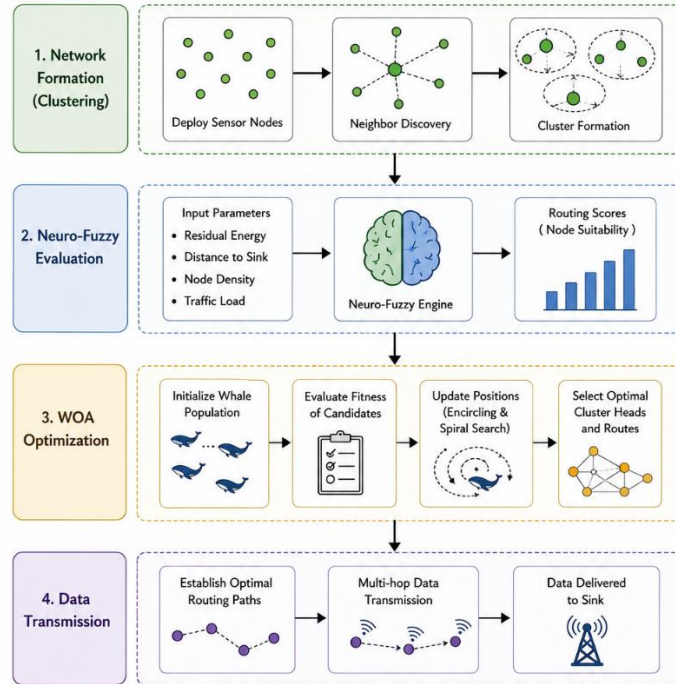 1. Network
Formation
(Clustering)
Deploy Sensor Nodes
Neighbor Discovery
Cluster Formation
2. Neuro-Fuzzy
Evaluation
Input Parameters
• Residual Energy
• Distance to Sink
• Node Density
• Traffic Load
Neuro-Fuzzy Engine
Routing Scores
( Node Suitability )
3. WOA
Optimization
Initialize Whale
Population
Evaluate Fitness
of Candidates
Update Positions
(Encircling &
Spiral Search)
Select Optimal
Cluster Heads
and Routes
4. Data
Transmission
Establish Optimal
Routing Paths
Multi-hop Data
Transmission
Data Delivered
to Sink